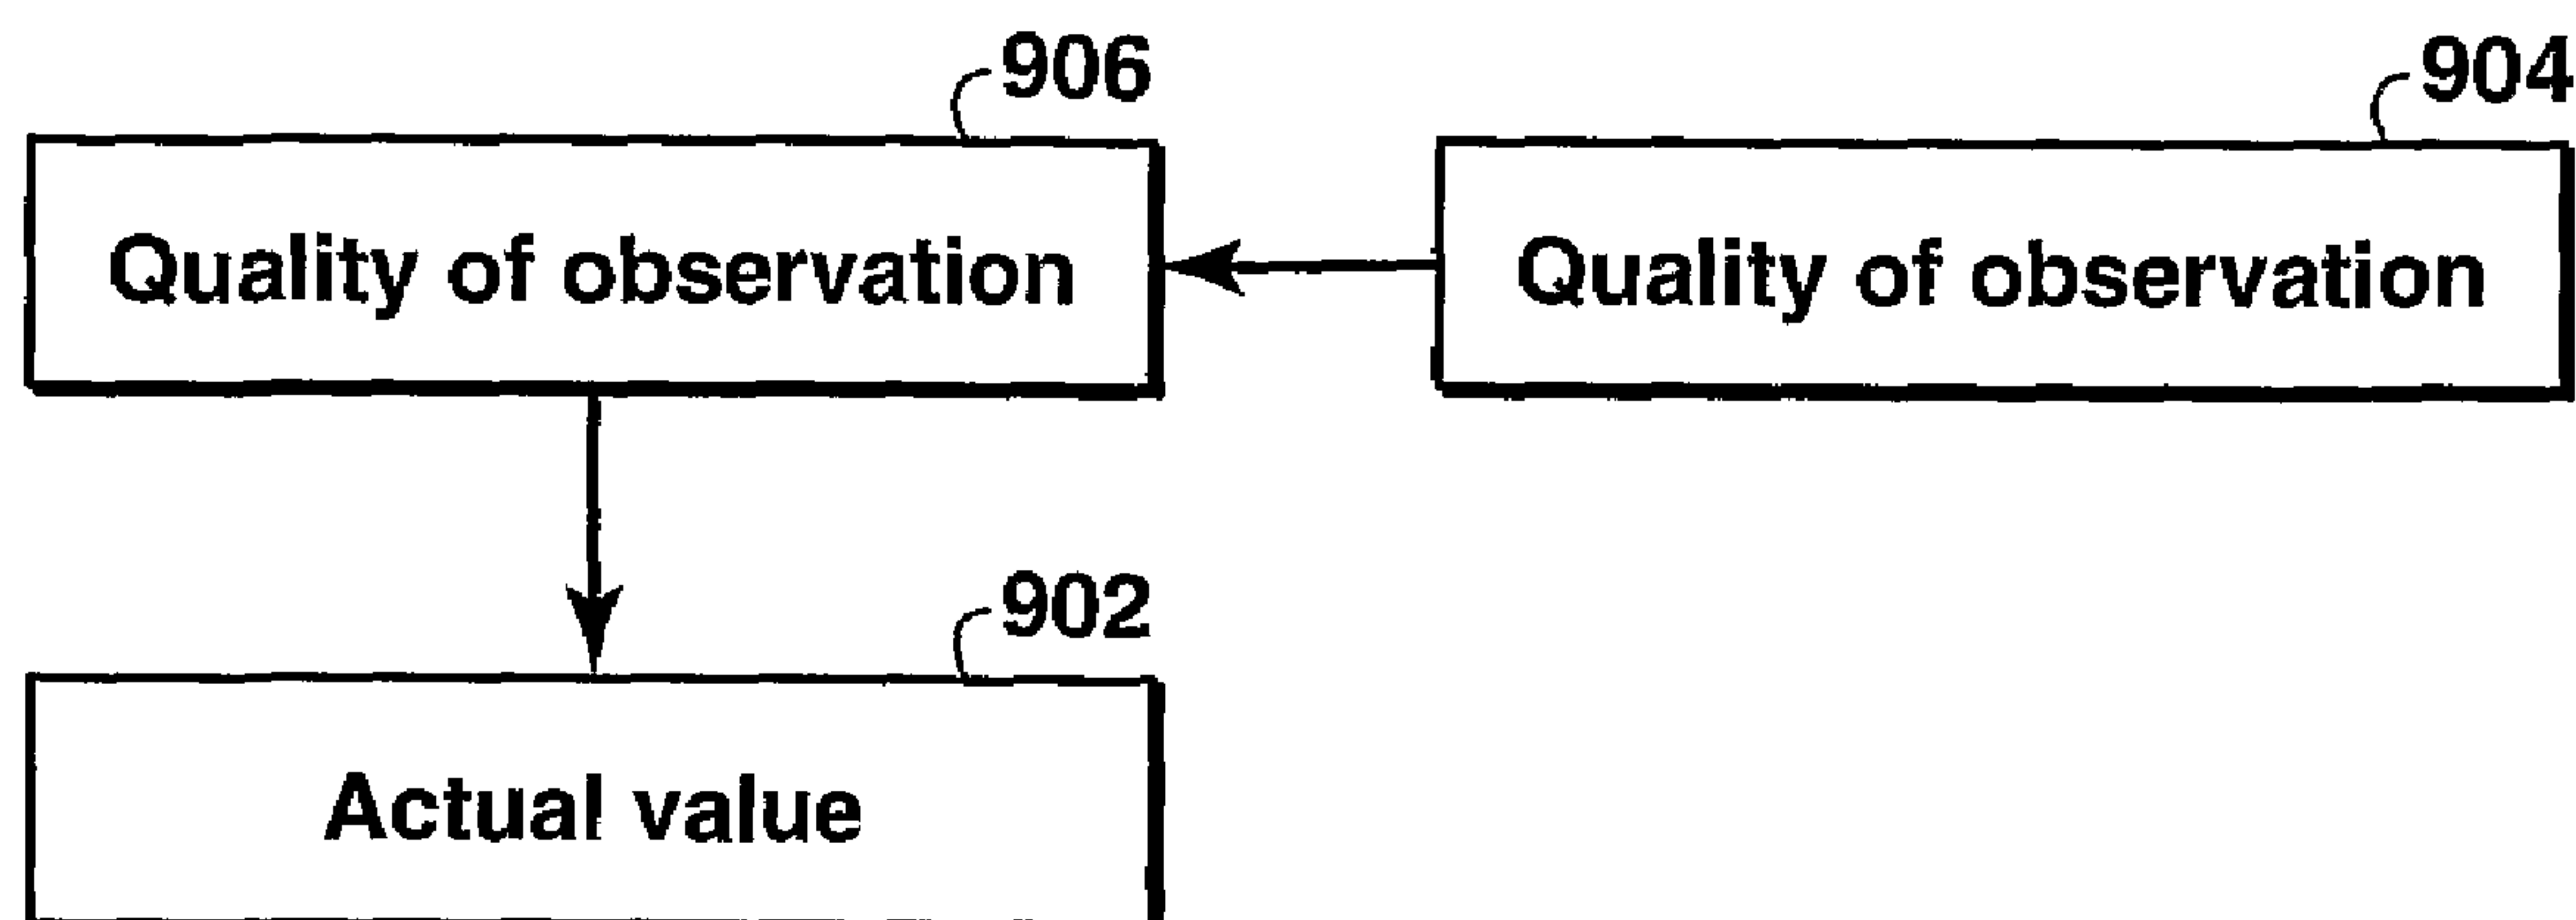 906
904
Quality of observation
Quality of observation
902
Actual value